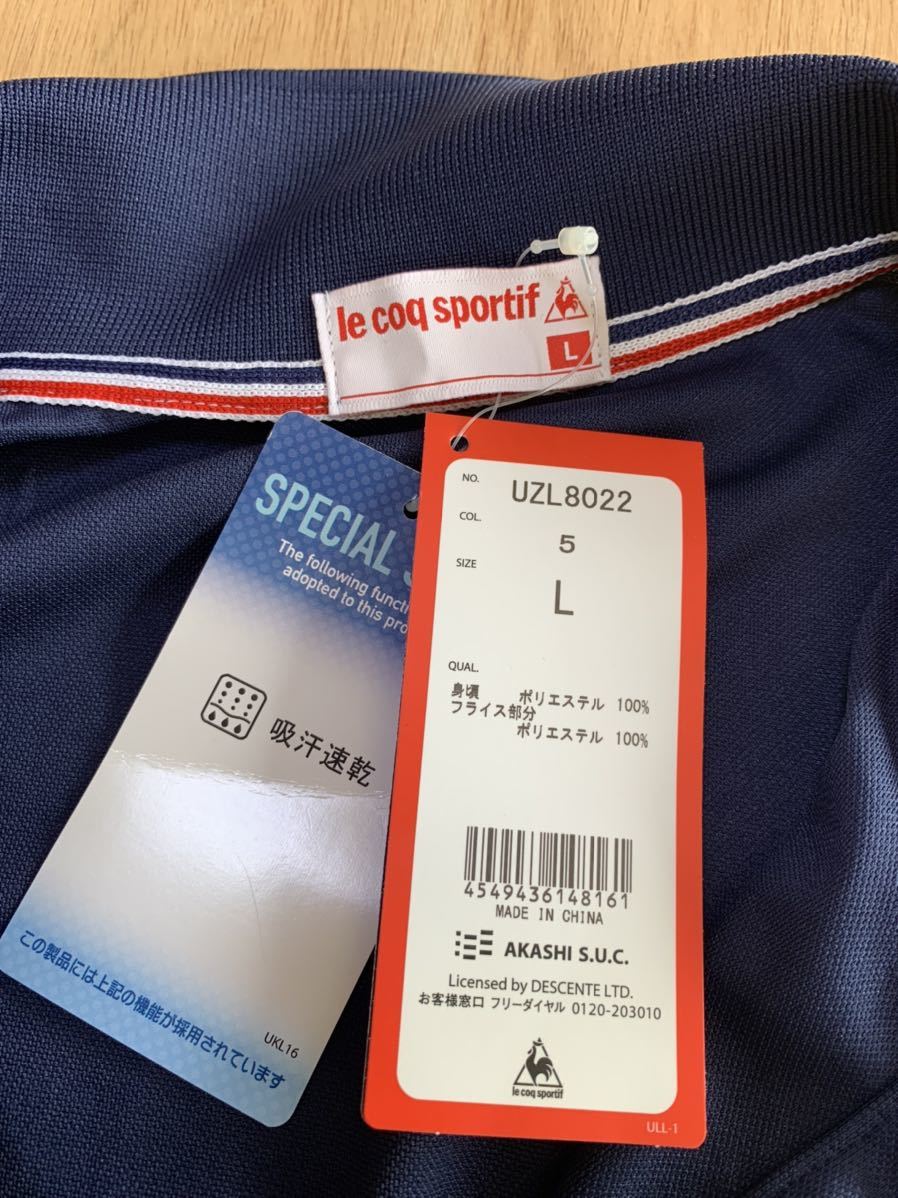 le coq sportif
L
SPECIAL
The following
adopted to this
吸汗速乾
この製品には上記の機能が採用されています
UKL16
NO. UZL8022
COL. 5
SIZE L
QUAL.
身頃 ポリエステル 100%
フライス部分
ポリエステル 100%
4549436148161
MADE IN CHINA
AKASHI S.U.C.
Licensed by DESCENTE LTD.
お客様窓口 フリーダイヤル 0120-203010
le coq sportif
ULL-1